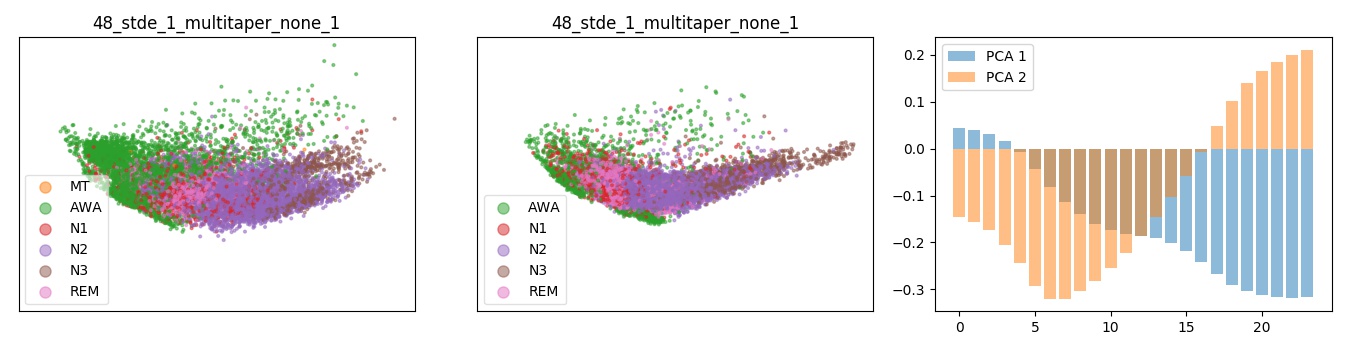 48_stde_1_multitaper_none_1
MT
AWA
N1
N2
N3
REM
48_stde_1_multitaper_none_1
AWA
N1
N2
N3
REM
PCA 1
PCA 2
0.2
0.1
0.0
−0.1
−0.2
−0.3
0
5
10
15
20